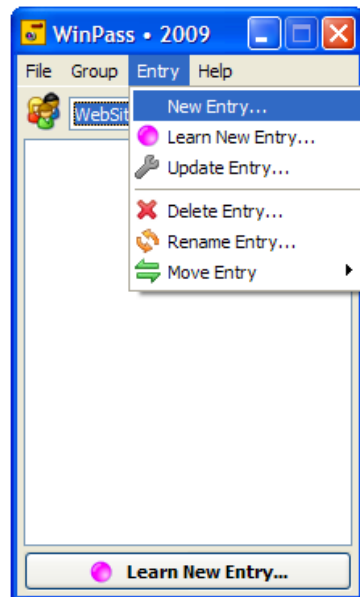 WinPass • 2009
File Group Entry Help
WebSit
New Entry...
Learn New Entry...
Update Entry...
Delete Entry...
Rename Entry...
Move Entry
Learn New Entry...